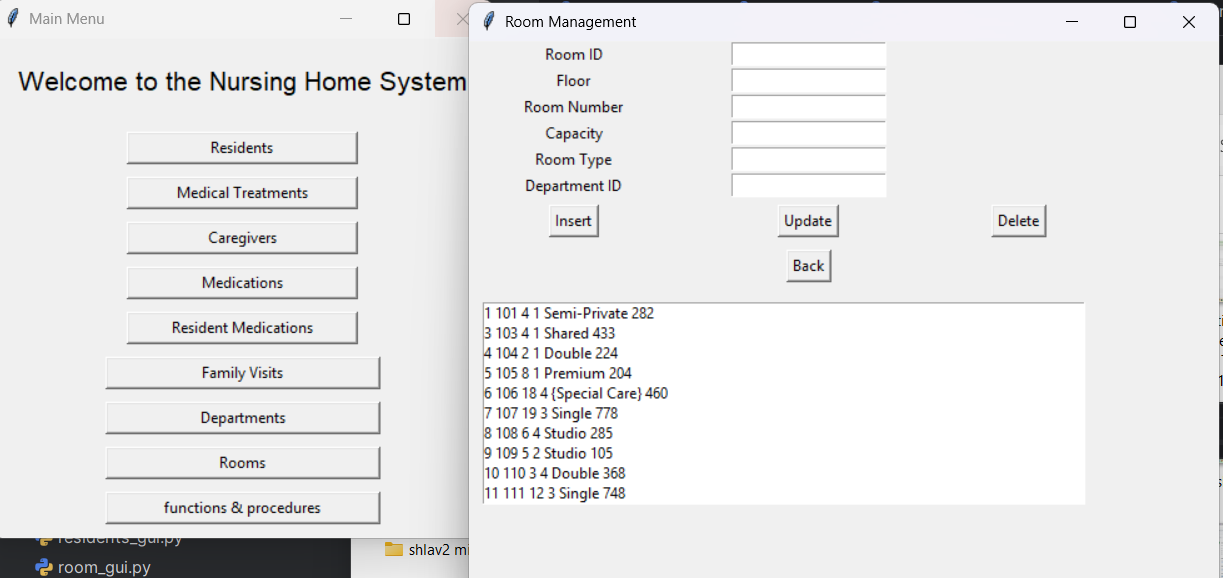 Main Menu
Welcome to the Nursing Home System
Residents
Medical Treatments
Caregivers
Medications
Resident Medications
Family Visits
Departments
Rooms
functions & procedures
residents_gui.py
room_gui.py
shlav2 mi
Room Management
Room ID
Floor
Room Number
Capacity
Room Type
Department ID
Insert Update Delete
Back
1 101 4 1 Semi-Private 282
3 103 4 1 Shared 433
4 104 2 1 Double 224
5 105 8 1 Premium 204
6 106 18 4 {Special Care} 460
7 107 19 3 Single 778
8 108 6 4 Studio 285
9 109 5 2 Studio 105
10 110 3 4 Double 368
11 111 12 3 Single 748